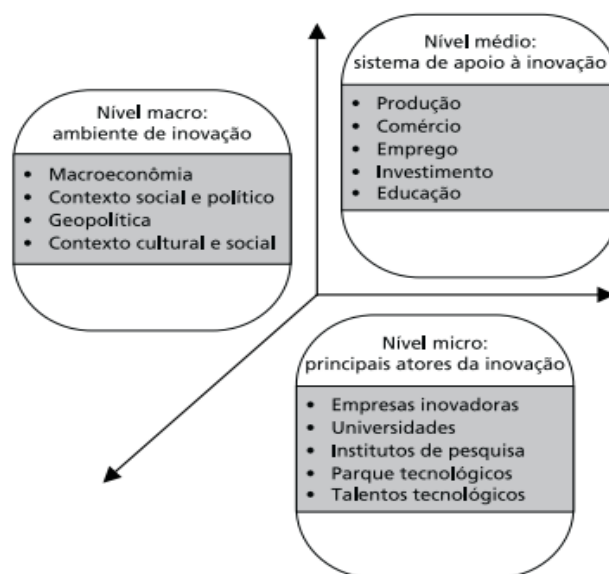 Nível macro:
ambiente de inovação
• Macroeconômia
• Contexto social e político
• Geopolítica
• Contexto cultural e social
Nível médio:
sistema de apoio à inovação
• Produção
• Comércio
• Emprego
• Investimento
• Educação
Nível micro:
principais atores da inovação
• Empresas inovadoras
• Universidades
• Institutos de pesquisa
• Parque tecnológicos
• Talentos tecnológicos